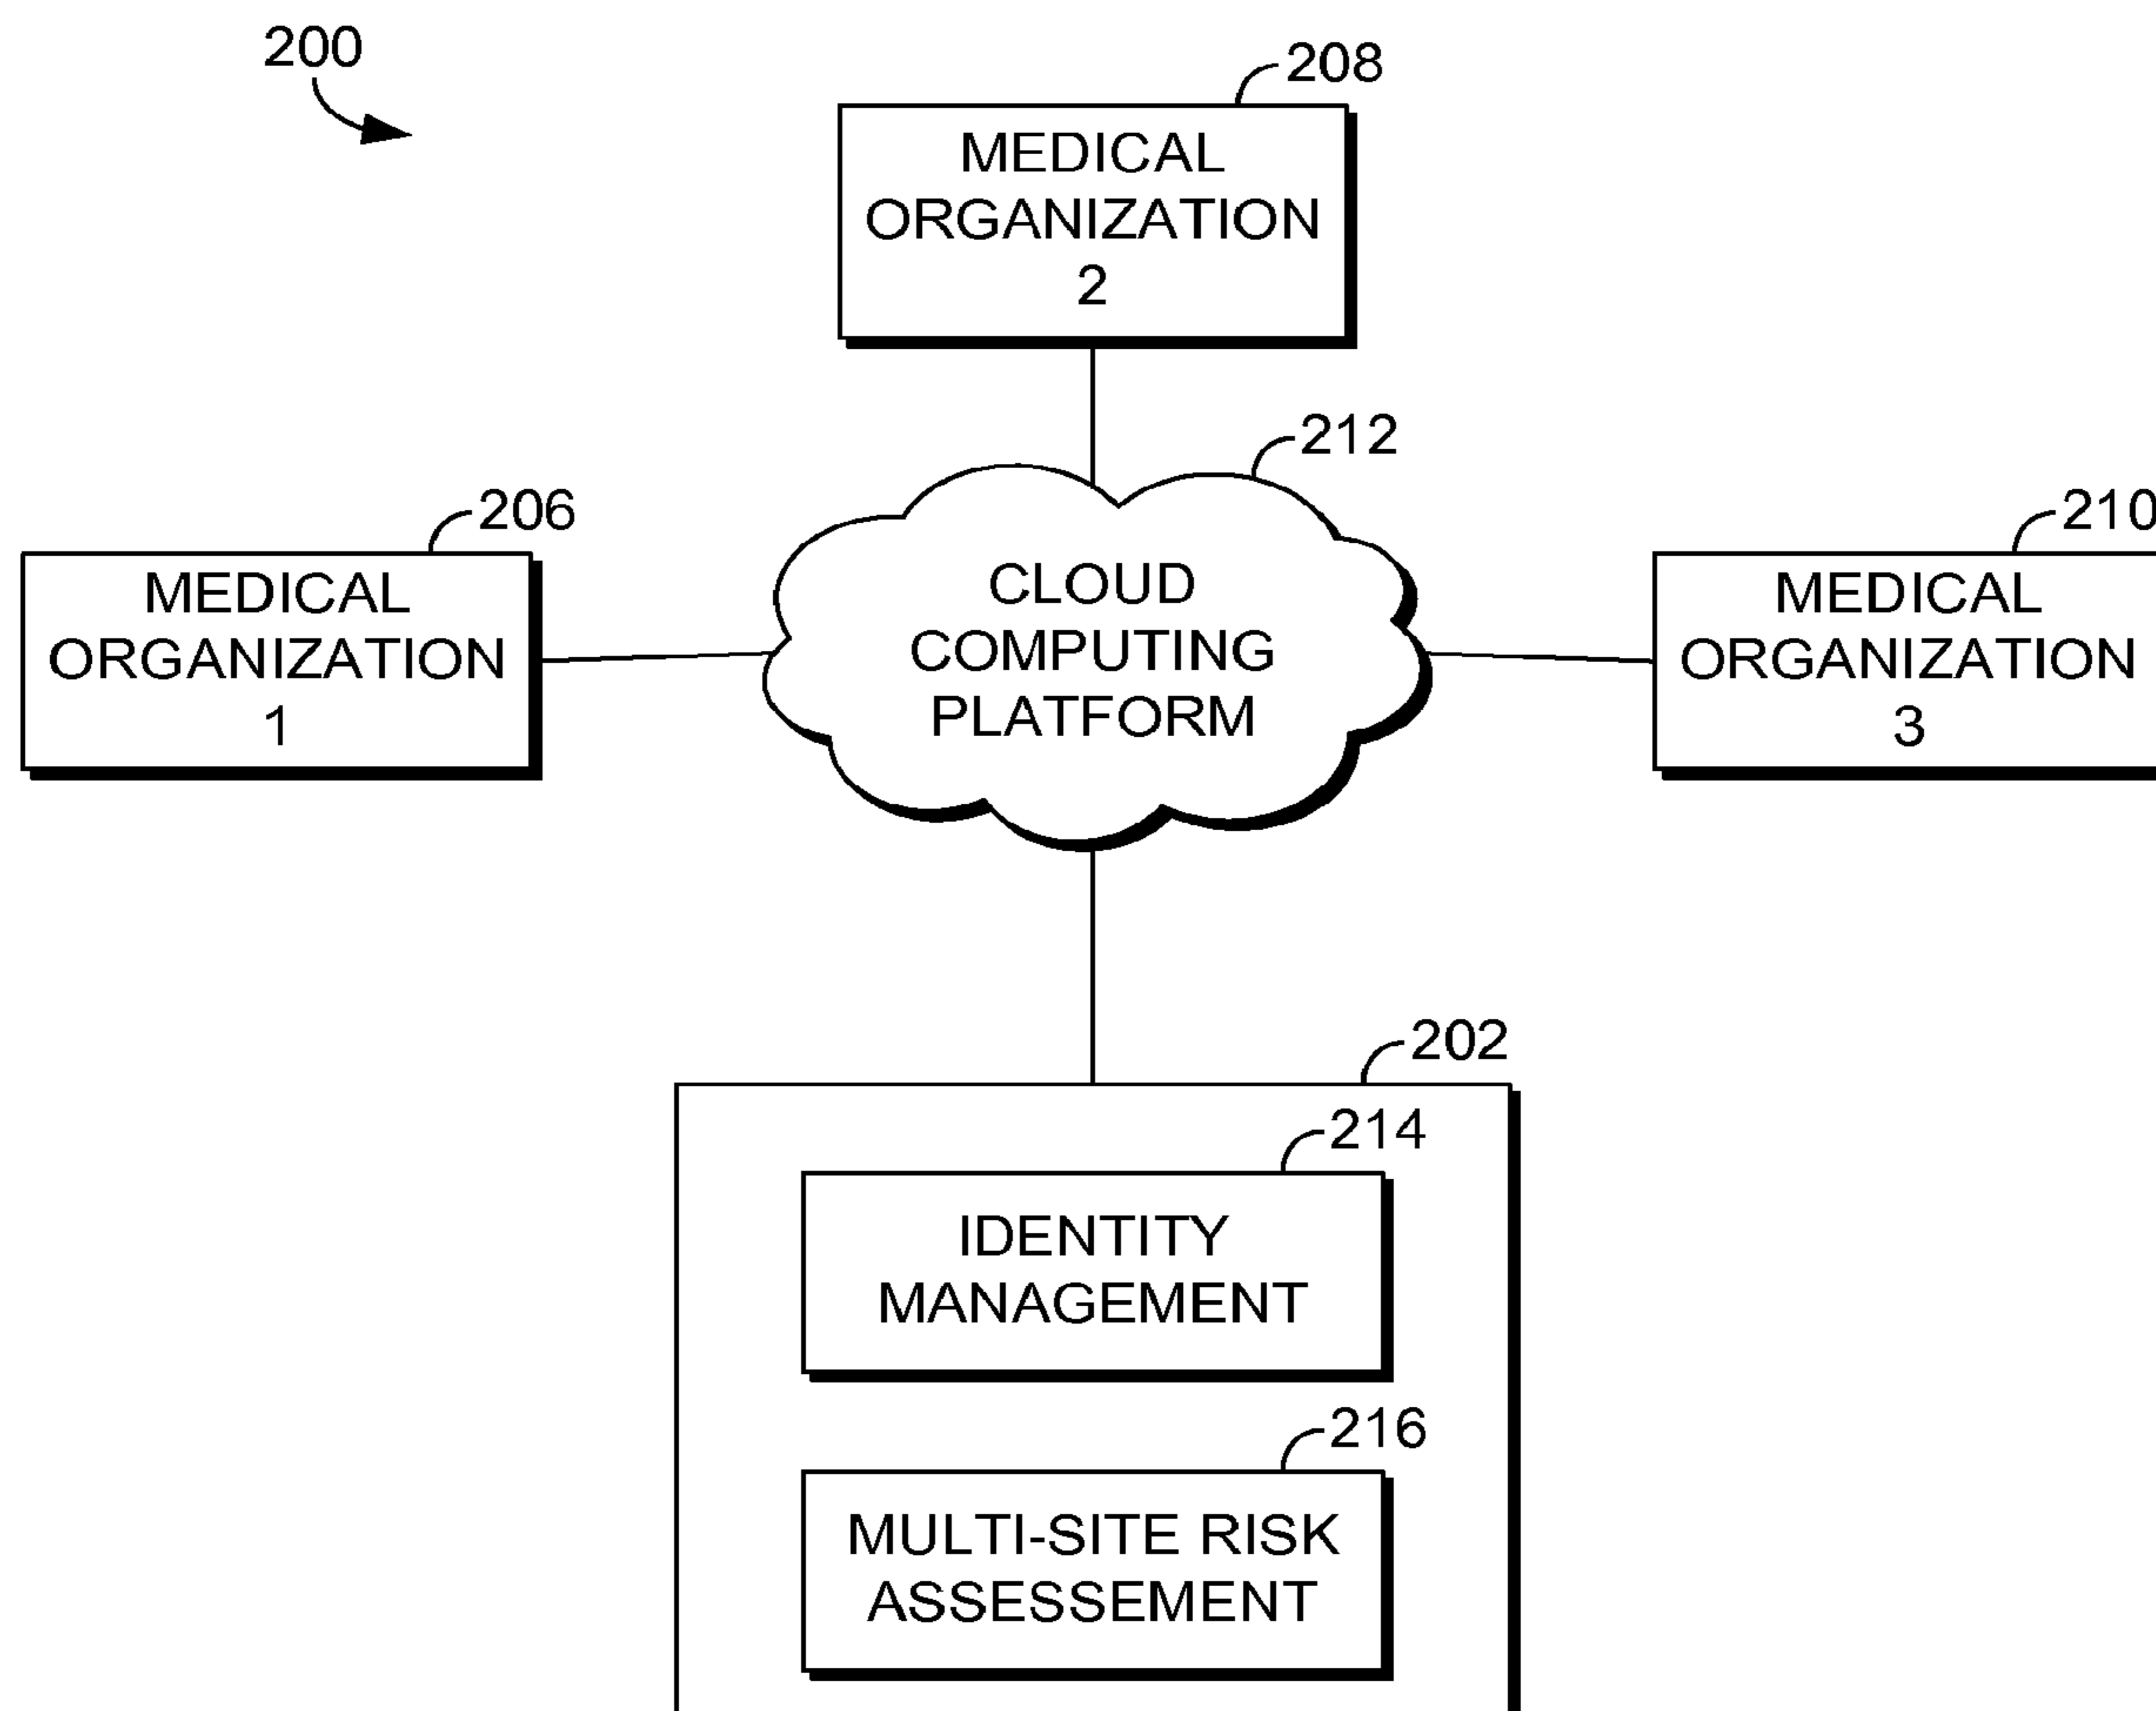 200
208
MEDICAL
ORGANIZATION
2
212
206
MEDICAL
ORGANIZATION
1
CLOUD
COMPUTING
PLATFORM
210
MEDICAL
ORGANIZATION
3
202
214
IDENTITY
MANAGEMENT
216
MULTI-SITE RISK
ASSESSEMENT